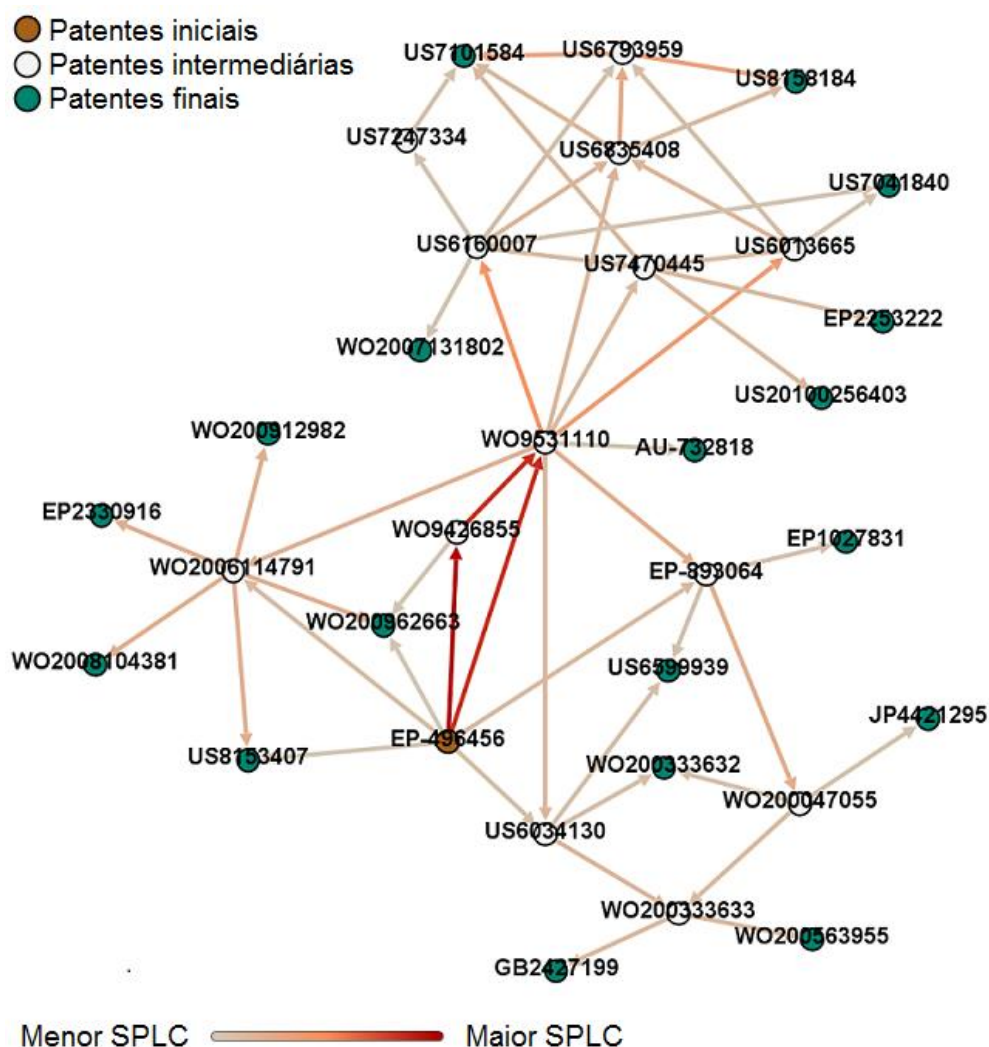 Patentes iniciais
Patentes intermediárias
Patentes finais
US7101584
US6793959
US8158184
US7247334
US6835408
US7041840
US6160007
US7470445
US6013665
EP2253222
WO2007131802
US20100256403
WO200912982
WO9531110
AU-732818
EP2330916
WO9426855
EP1027831
WO2006114791
EP-893064
WO200962663
WO2008104381
US6599939
JP4421295
EP-496456
US8153407
WO200333632
WO200047055
US6034130
WO200333633
WO200563955
GB2427199
Menor SPLC
Maior SPLC